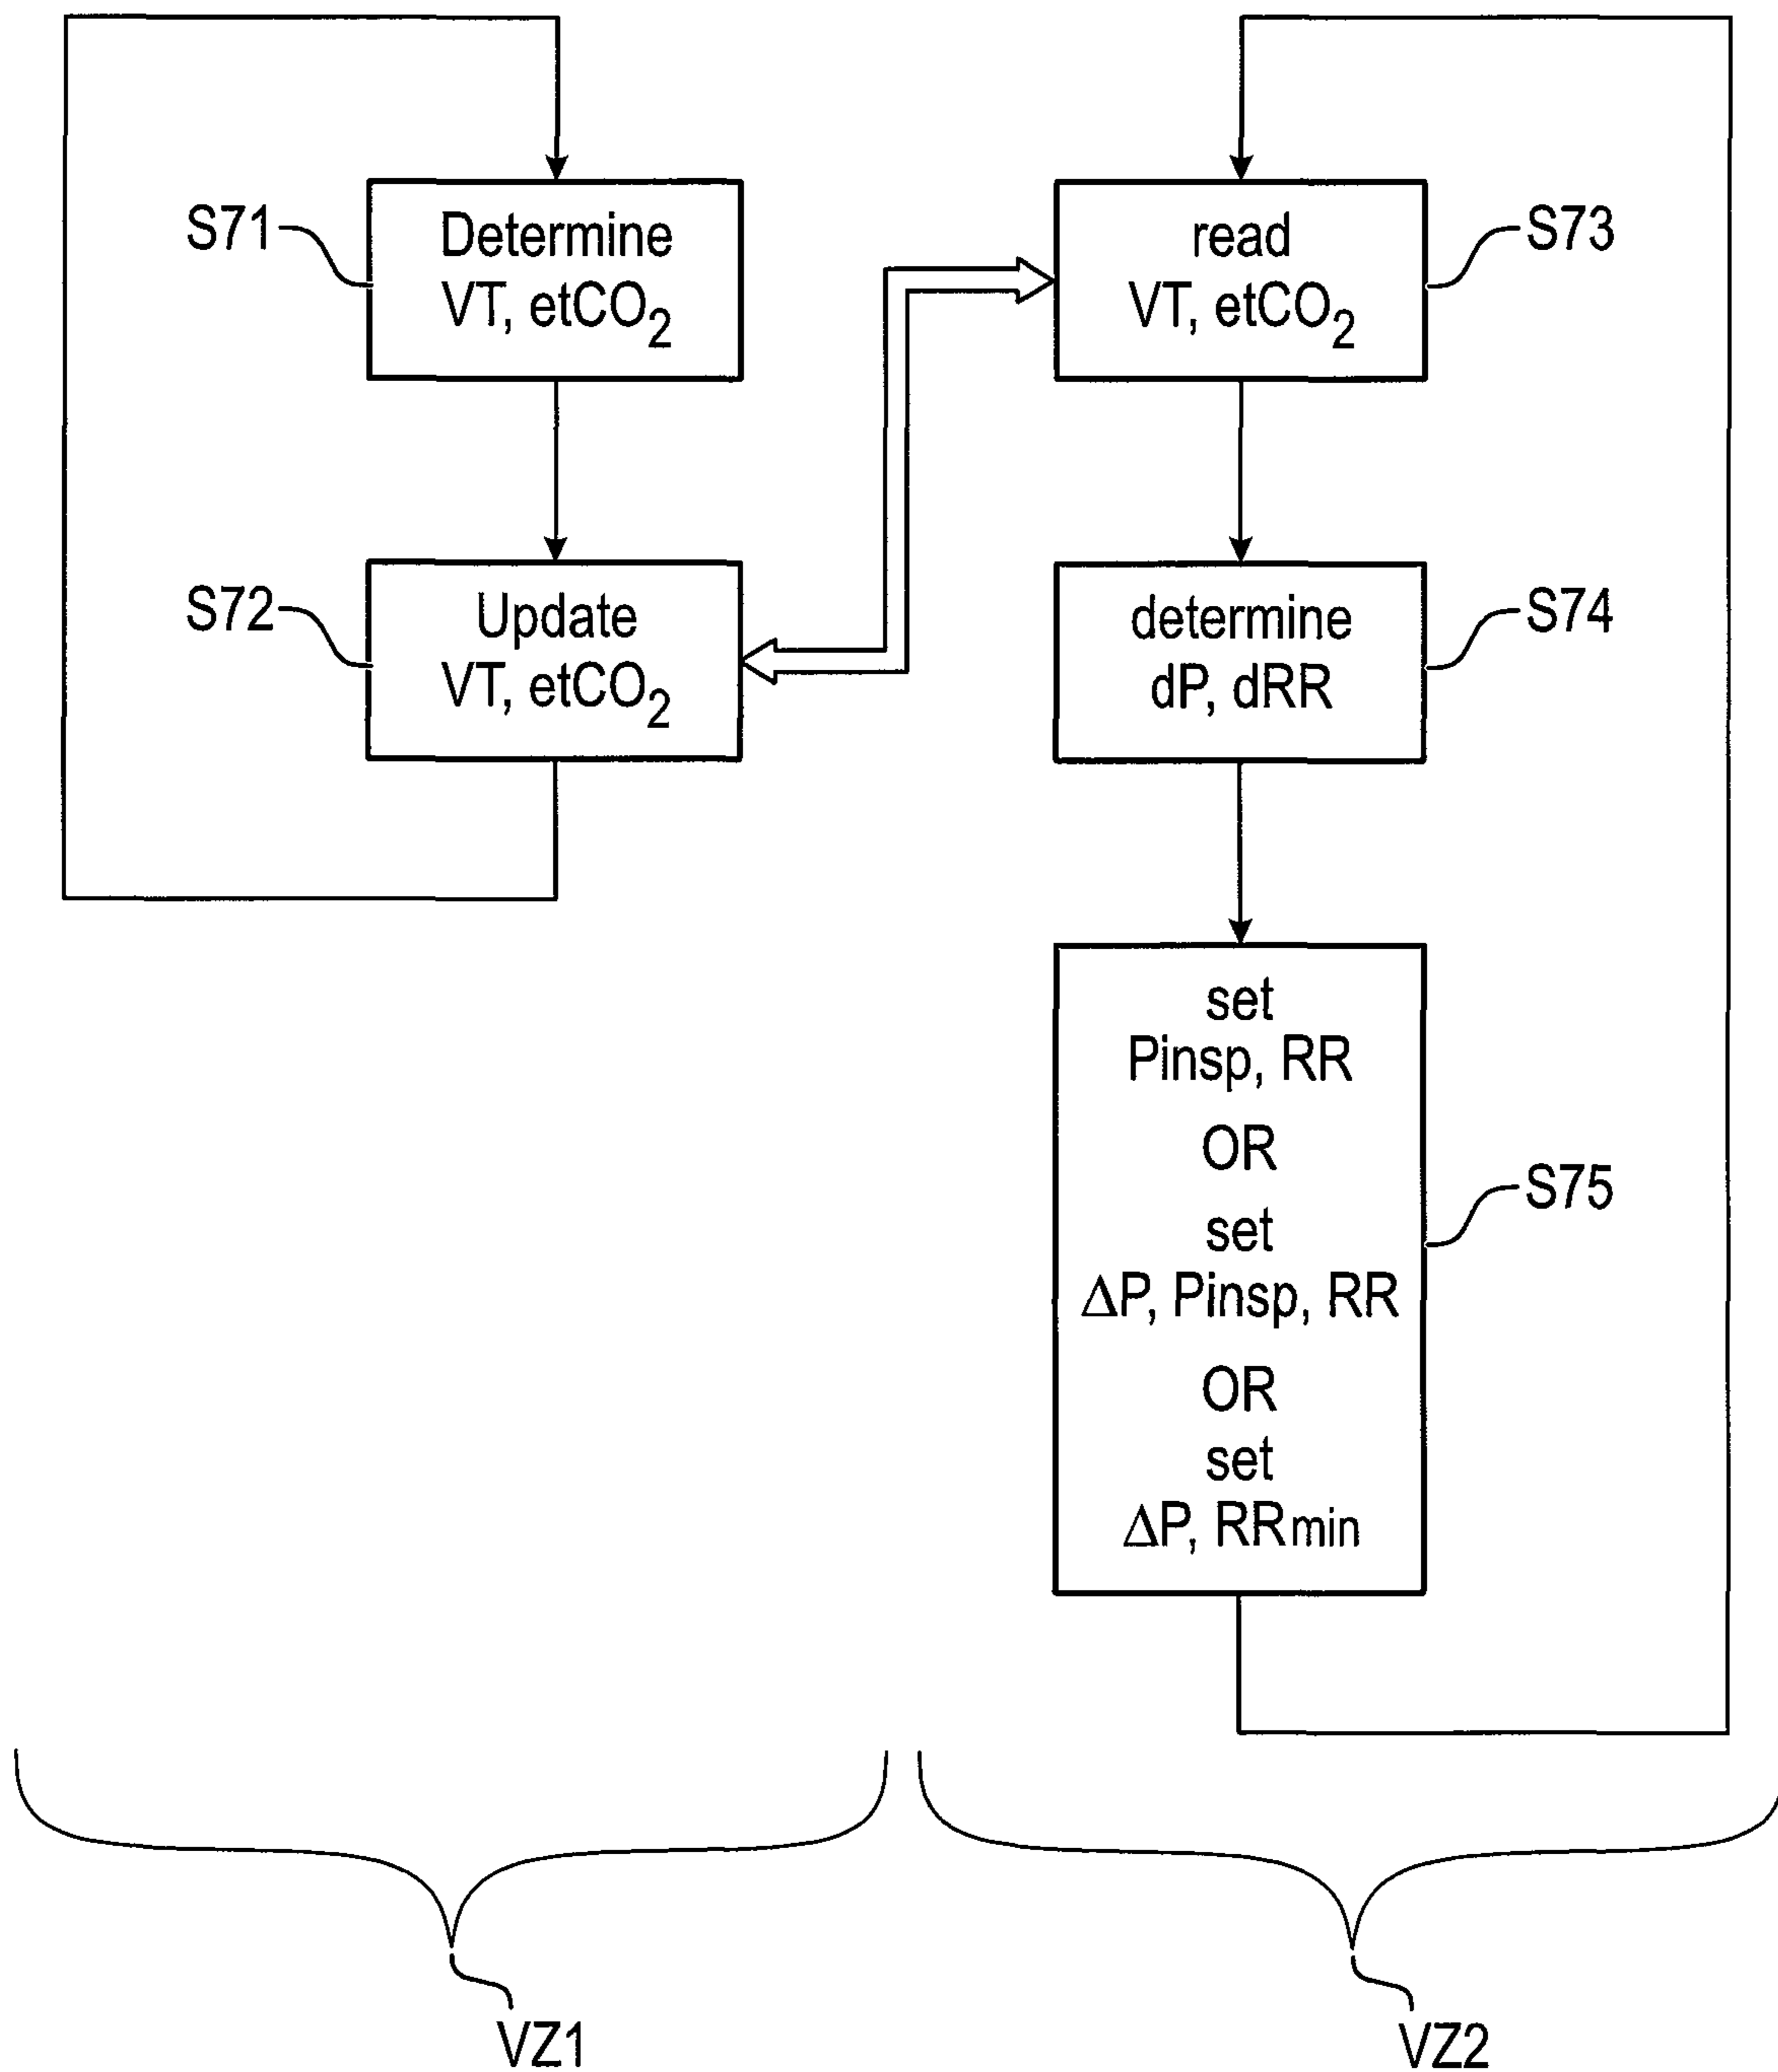 S71
Determine
VT, etCO2
S72
Update
VT, etCO2
read
VT, etCO2
S73
determine
dP, dRR
S74
set
Pinsp, RR
OR
set
ΔP, Pinsp, RR
OR
set
ΔP, RRmin
S75
VZ1
VZ2